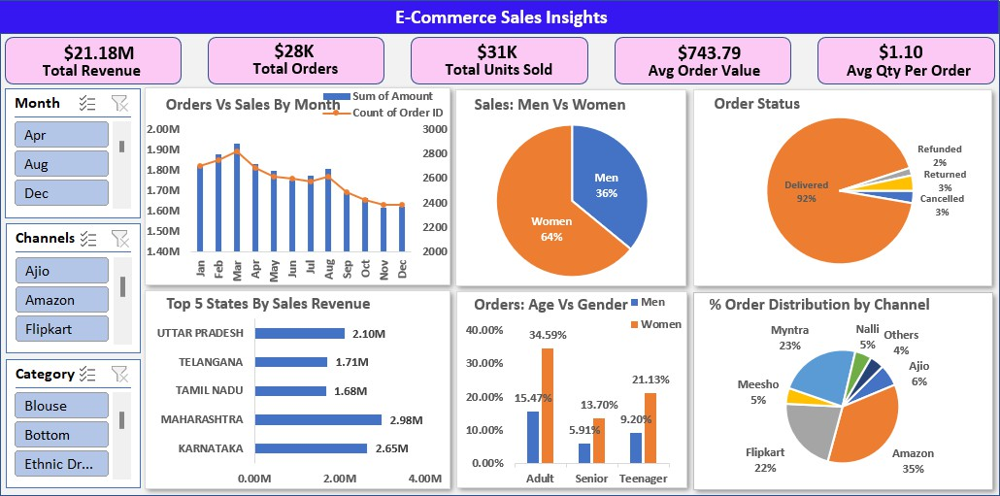 E-Commerce Sales Insights
$21.18M
Total Revenue
$28K
Total Orders
$31K
Total Units Sold
$743.79
Avg Order Value
$1.10
Avg Qty Per Order
Month
Apr
Aug
Dec
Channels
Ajio
Amazon
Flipkart
Category
Blouse
Bottom
Ethnic Dr...
Orders Vs Sales By Month
Sum of Amount
Count of Order ID
2.00M
1.90M
1.80M
1.70M
1.60M
1.50M
1.40M
3000
2800
2600
2400
2200
2000
Jan
Feb
Mar
Apr
May
Jun
Jul
Aug
Sep
Oct
Nov
Dec
Sales: Men Vs Women
Men
36%
Women
64%
Order Status
Refunded
2%
Returned
3%
Cancelled
3%
Delivered
92%
Top 5 States By Sales Revenue
UTTAR PRADESH 2.10M
TELANGANA 1.71M
TAMIL NADU 1.68M
MAHARASHTRA 2.98M
KARNATAKA 2.65M
0.00M 2.00M 4.00M
Orders: Age Vs Gender
Men
Women
40.00%
30.00%
20.00%
10.00%
0.00%
15.47%
34.59%
5.91%
13.70%
9.20%
21.13%
Adult Senior Teenager
% Order Distribution by Channel
Myntra
23%
Nalli
5%
Others
4%
Ajio
6%
Meesho
5%
Flipkart
22%
Amazon
35%